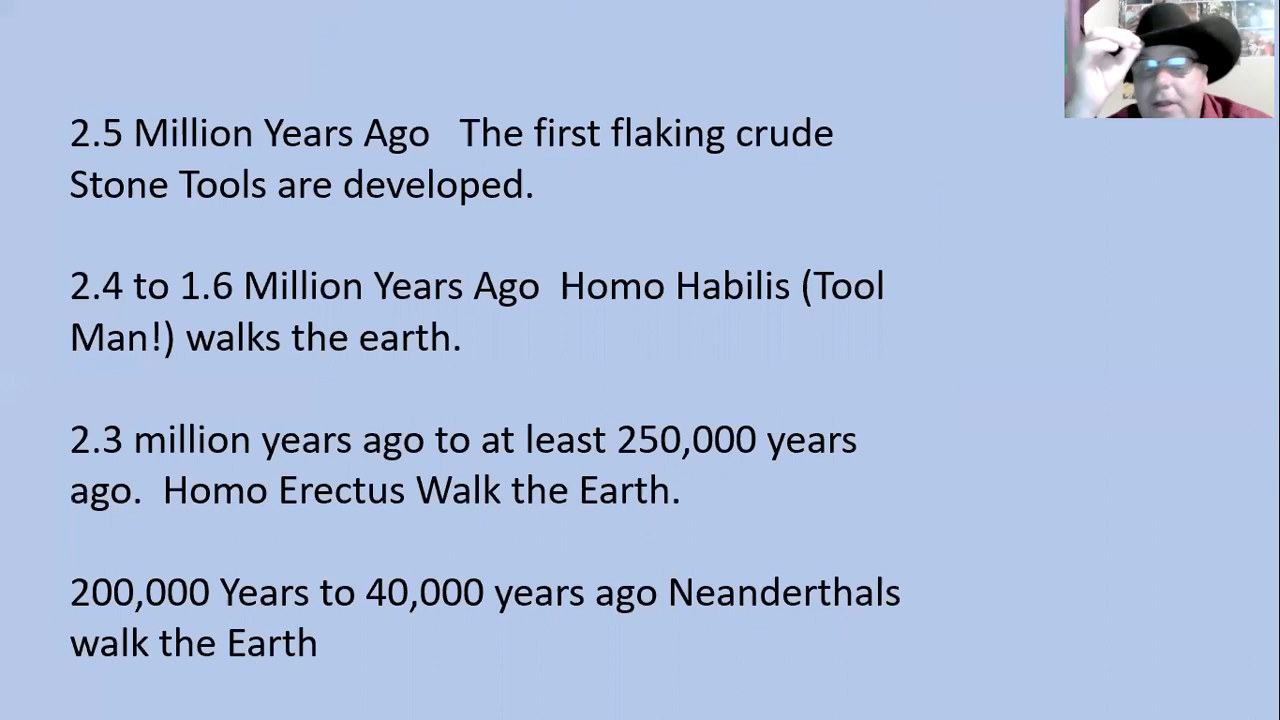 2.5 Million Years Ago   The first flaking crude
Stone Tools are developed.
2.4 to 1.6 Million Years Ago  Homo Habilis (Tool
Man!) walks the earth.
2.3 million years ago to at least 250,000 years
ago.  Homo Erectus Walk the Earth.
200,000 Years to 40,000 years ago Neanderthals
walk the Earth